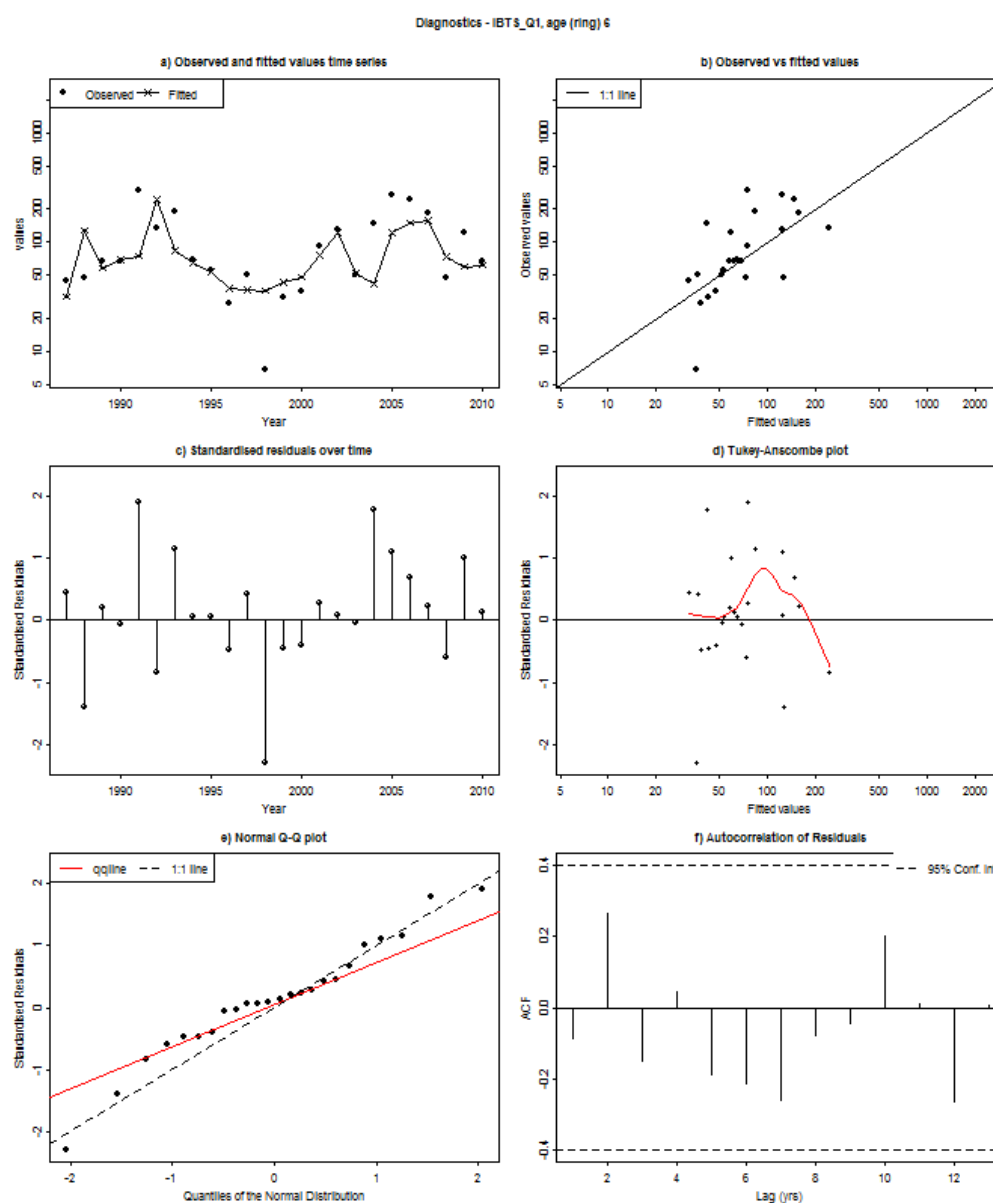 Diagnostics - IBTS_Q1, age (ring) 6
a) Observed and fitted values time series
Observed Fitted
values
5 10 20 50 100 200 500 1000
1990 1995 2000 2005 2010
Year
b) Observed vs fitted values
1:1 line
Observed values
5 10 20 50 100 200 500 1000
5 10 20 50 100 200 500 1000 2000
Fitted values
c) Standardised residuals over time
Standardised Residuals
-2 -1 0 1 2
1990 1995 2000 2005 2010
Year
d) Tukey-Anscombe plot
Standardised Residuals
-2 -1 0 1 2
5 10 20 50 100 200 500 1000 2000
Fitted values
e) Normal Q-Q plot
qqline 1:1 line
Standardised Residuals
-2 -1 0 1 2
-2 -1 0 1 2
Quantiles of the Normal Distribution
f) Autocorrelation of Residuals
95% Conf. In
ACF
-0.4 -0.2 0.0 0.2 0.4
2 4 6 8 10 12
Lag (yrs)